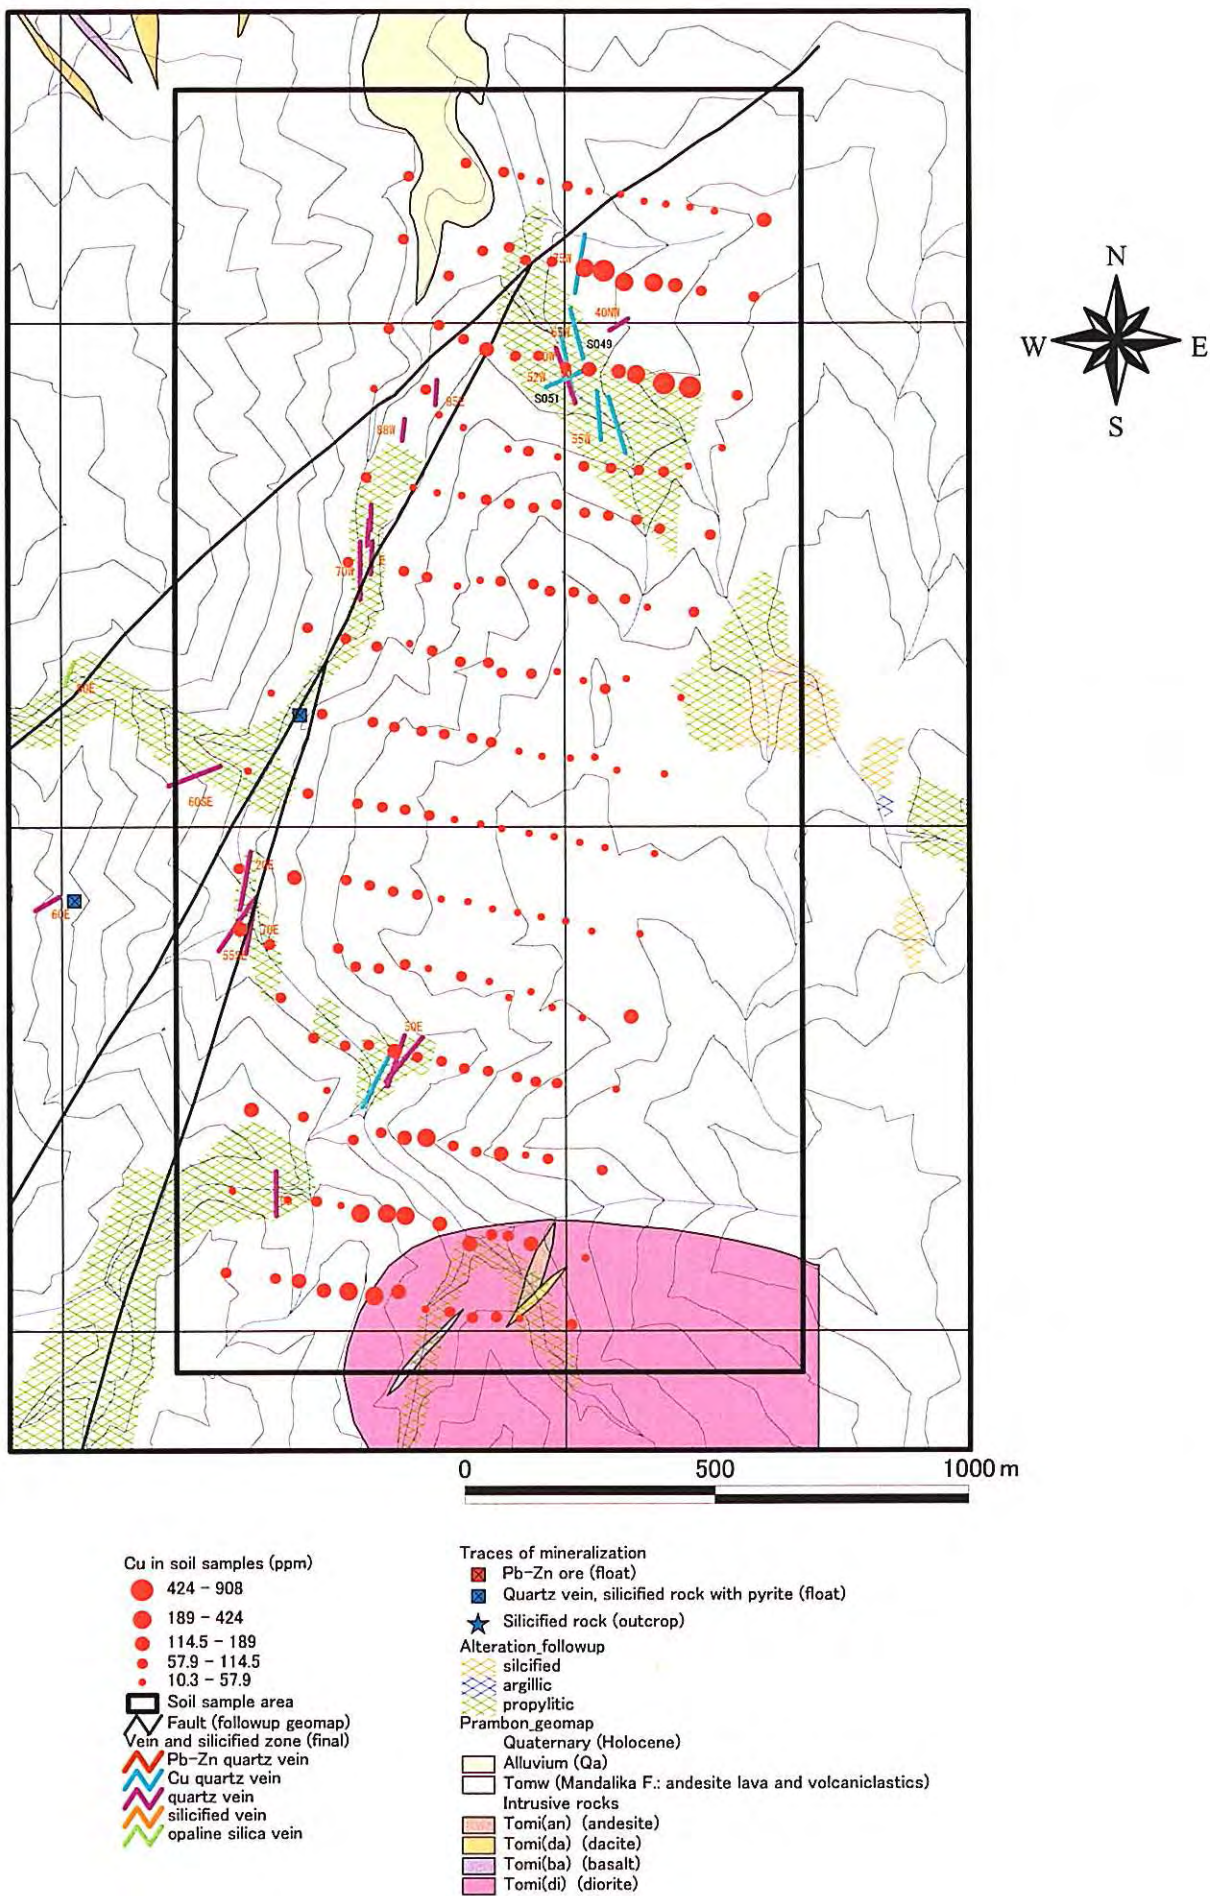 N
W
E
S
75W
40NW
S049
52W
S051
85E
88W
55W
70W
60SE
60E
70E
50E
0
500
1000 m
Cu in soil samples (ppm)
424 - 908
189 - 424
114.5 - 189
57.9 - 114.5
10.3 - 57.9
Soil sample area
Fault (followup geomap)
Vein and silicified zone (final)
Pb-Zn quartz vein
Cu quartz vein
quartz vein
silicified vein
opaline silica vein
Traces of mineralization
Pb-Zn ore (float)
Quartz vein, silicified rock with pyrite (float)
Silicified rock (outcrop)
Alteration_followup
silcified
argillic
propylitic
Prambon_geomap
Quaternary (Holocene)
Alluvium (Qa)
Tomw (Mandalika F.: andesite lava and volcaniclastics)
Intrusive rocks
Tomi(an) (andesite)
Tomi(da) (dacite)
Tomi(ba) (basalt)
Tomi(di) (diorite)